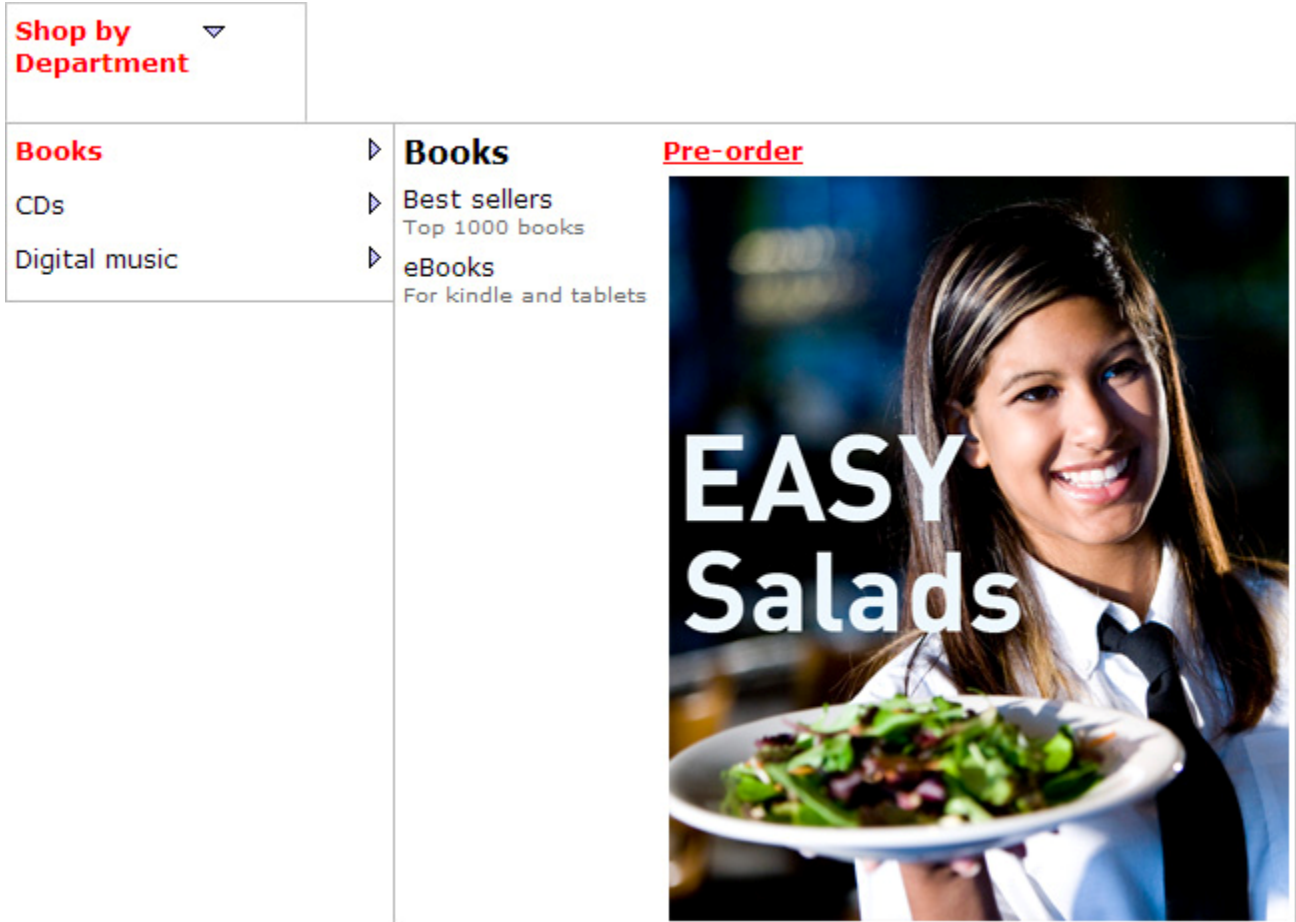 Shop by
Department
Books
CDs
Digital music
Books
Best sellers
Top 1000 books
eBooks
For kindle and tablets
Pre-order
EASY
Salads